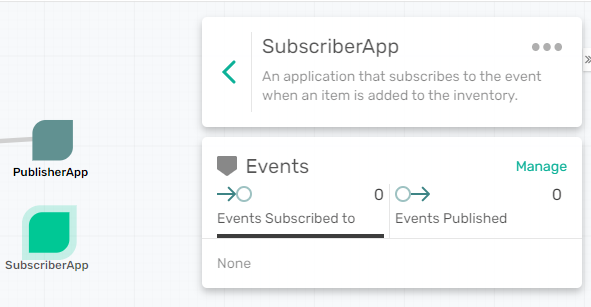 PublisherApp
SubscriberApp
SubscriberApp
An application that subscribes to the event
when an item is added to the inventory.
Events
Manage
0
Events Subscribed to
0
Events Published
None